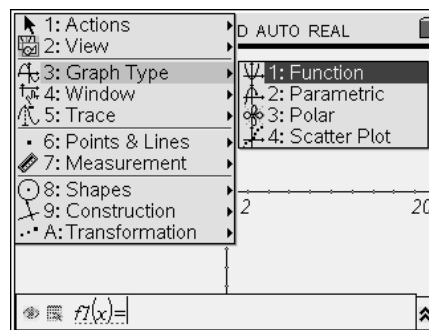 1: Actions
2: View
3: Graph Type
4: Window
5: Trace
6: Points & Lines
7: Measurement
8: Shapes
9: Construction
A: Transformation
D AUTO REAL
1: Function
2: Parametric
3: Polar
4: Scatter Plot
2 20
f1(x)=